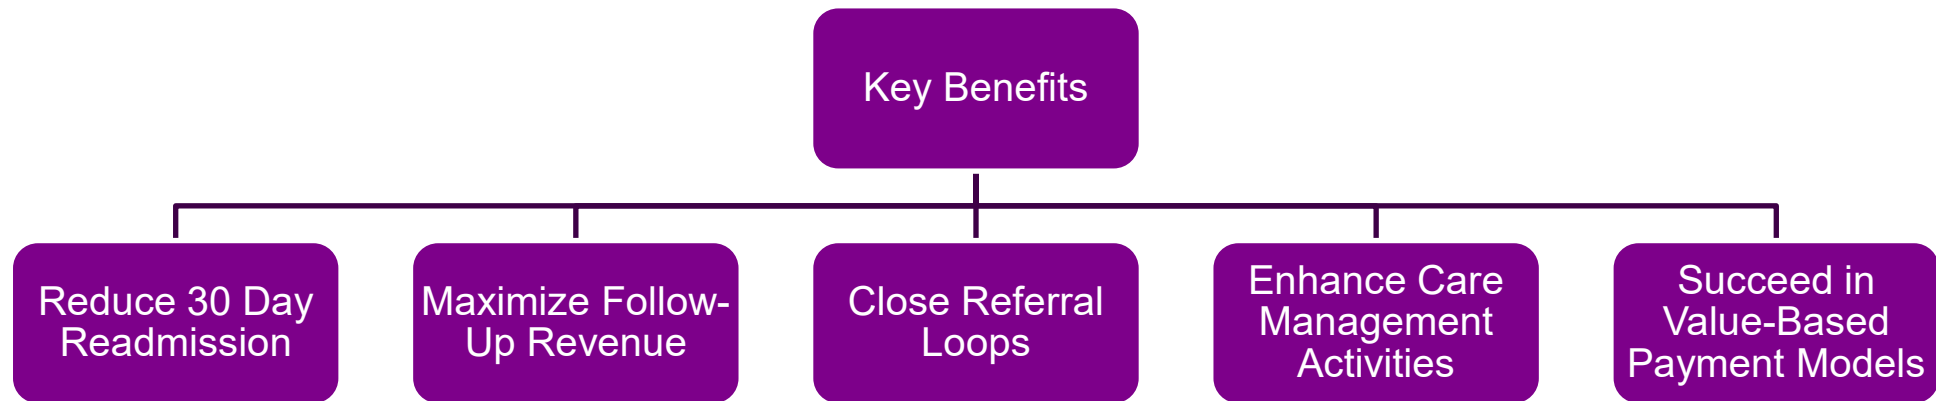 Key Benefits
Reduce 30 Day
Readmission
Maximize Follow-
Up Revenue
Close Referral
Loops
Enhance Care
Management
Activities
Succeed in
Value-Based
Payment Models